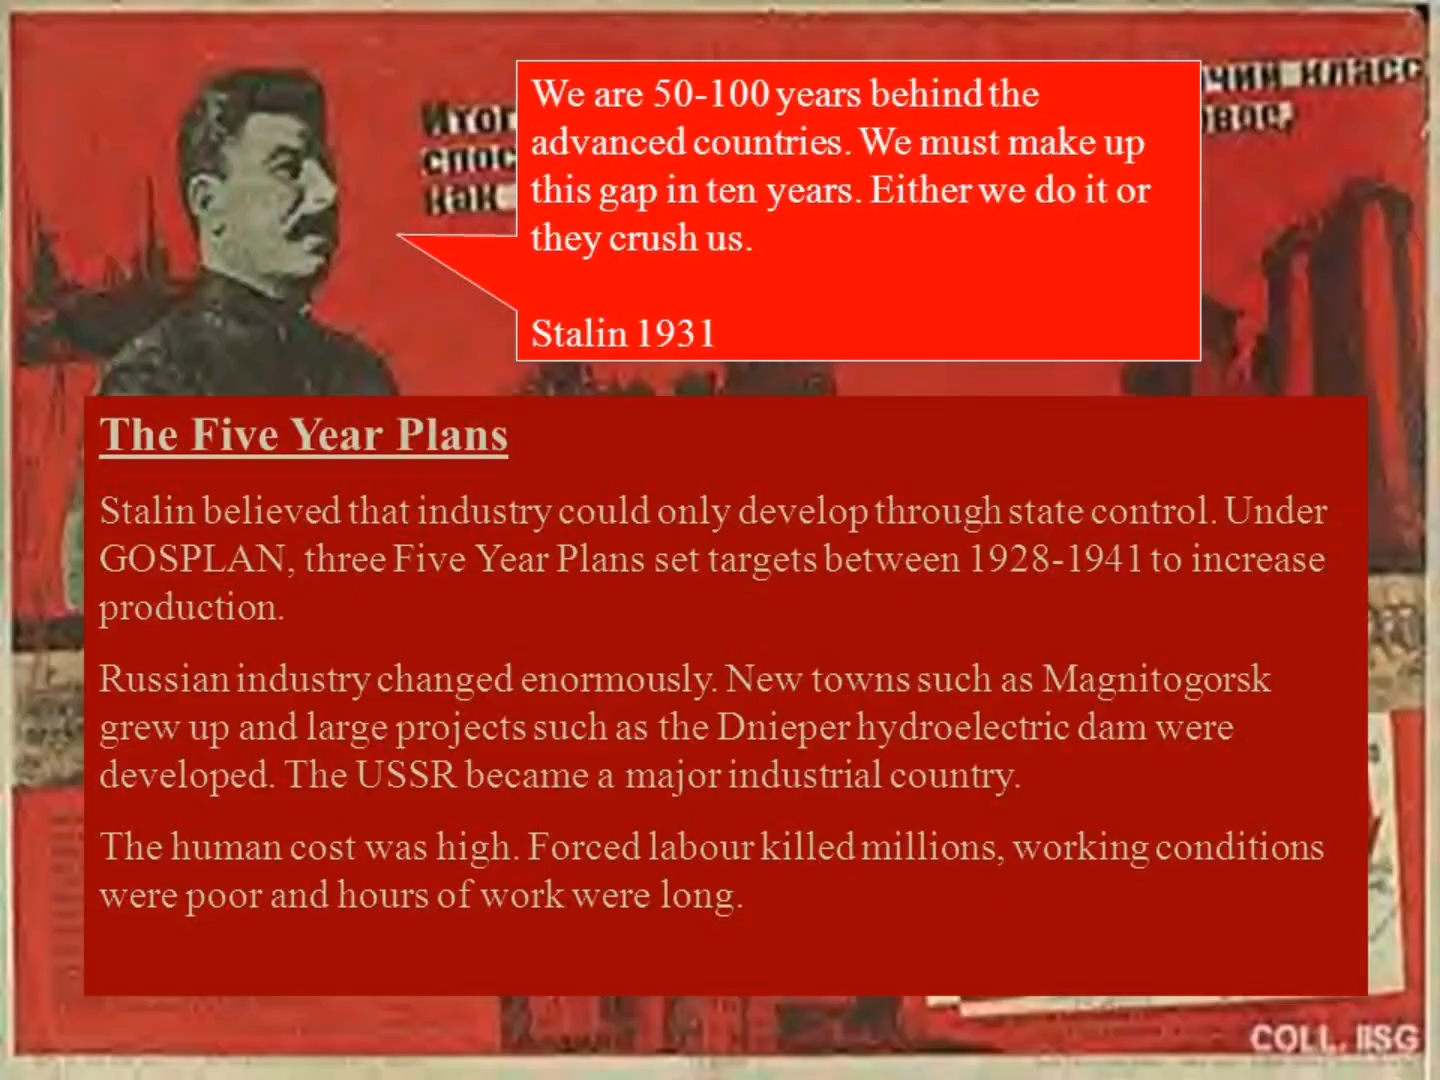 Итог
спос
как
чий класс
We are 50-100 years behind the
advanced countries. We must make up
this gap in ten years. Either we do it or
they crush us.
Stalin 1931
The Five Year Plans
Stalin believed that industry could only develop through state control. Under
GOSPLAN, three Five Year Plans set targets between 1928-1941 to increase
production.
Russian industry changed enormously. New towns such as Magnitogorsk
grew up and large projects such as the Dnieper hydroelectric dam were
developed. The USSR became a major industrial country.
The human cost was high. Forced labour killed millions, working conditions
were poor and hours of work were long.
COLL. IISG